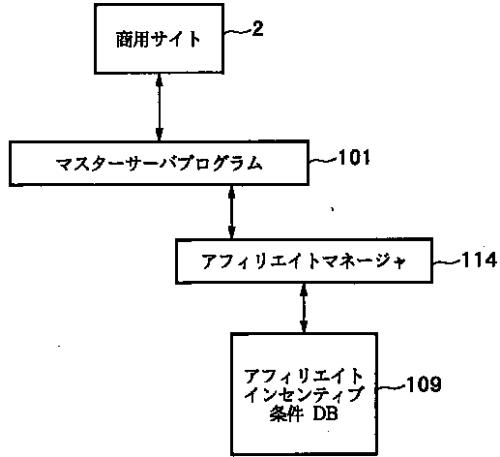 商用サイト
2
マスターサーバプログラム
101
アフィリエイトマネージャ
114
アフィリエイト
インセンティブ
条件 DB
109